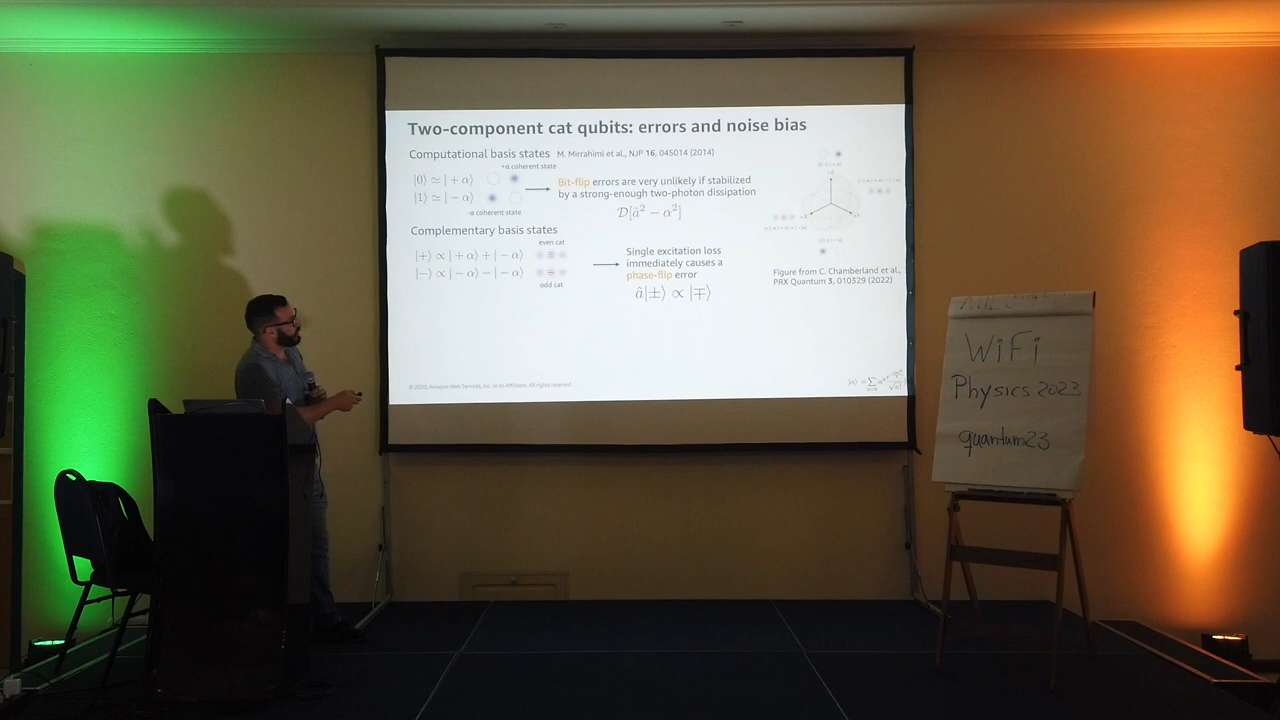 Two-component cat qubits: errors and noise bias
Computational basis states M. Mirrahimi et al., NJP 16, 045014 (2014)
+α coherent state
|0⟩ ≃ |+α⟩
|1⟩ ≃ |−α⟩
-α coherent state
Bit-flip errors are very unlikely if stabilized
by a strong-enough two-photon dissipation
𝒟[â² − α²]
Complementary basis states
even cat
|+⟩ ∝ |+α⟩ + |−α⟩
|−⟩ ∝ |−α⟩ − |−α⟩
odd cat
Single excitation loss
immediately causes a
phase-flip error
â|±⟩ ∝ |∓⟩
Figure from C. Chamberland et al.,
PRX Quantum 3, 010329 (2022)
© 2020, Amazon Web Services, Inc. or its Affiliates. All rights reserved.
WiFi
Physics 2023
quantum23